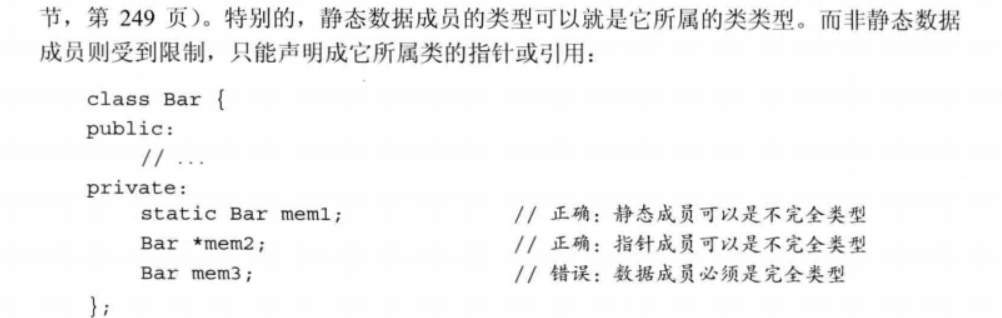 节，第 249 页）。特别的，静态数据成员的类型可以就是它所属的类类型。而非静态数据
成员则受到限制，只能声明成它所属类的指针或引用：
class Bar {
public:
// ...
private:
static Bar mem1; // 正确：静态成员可以是不完全类型
Bar *mem2; // 正确：指针成员可以是不完全类型
Bar mem3; // 错误：数据成员必须是完全类型
};